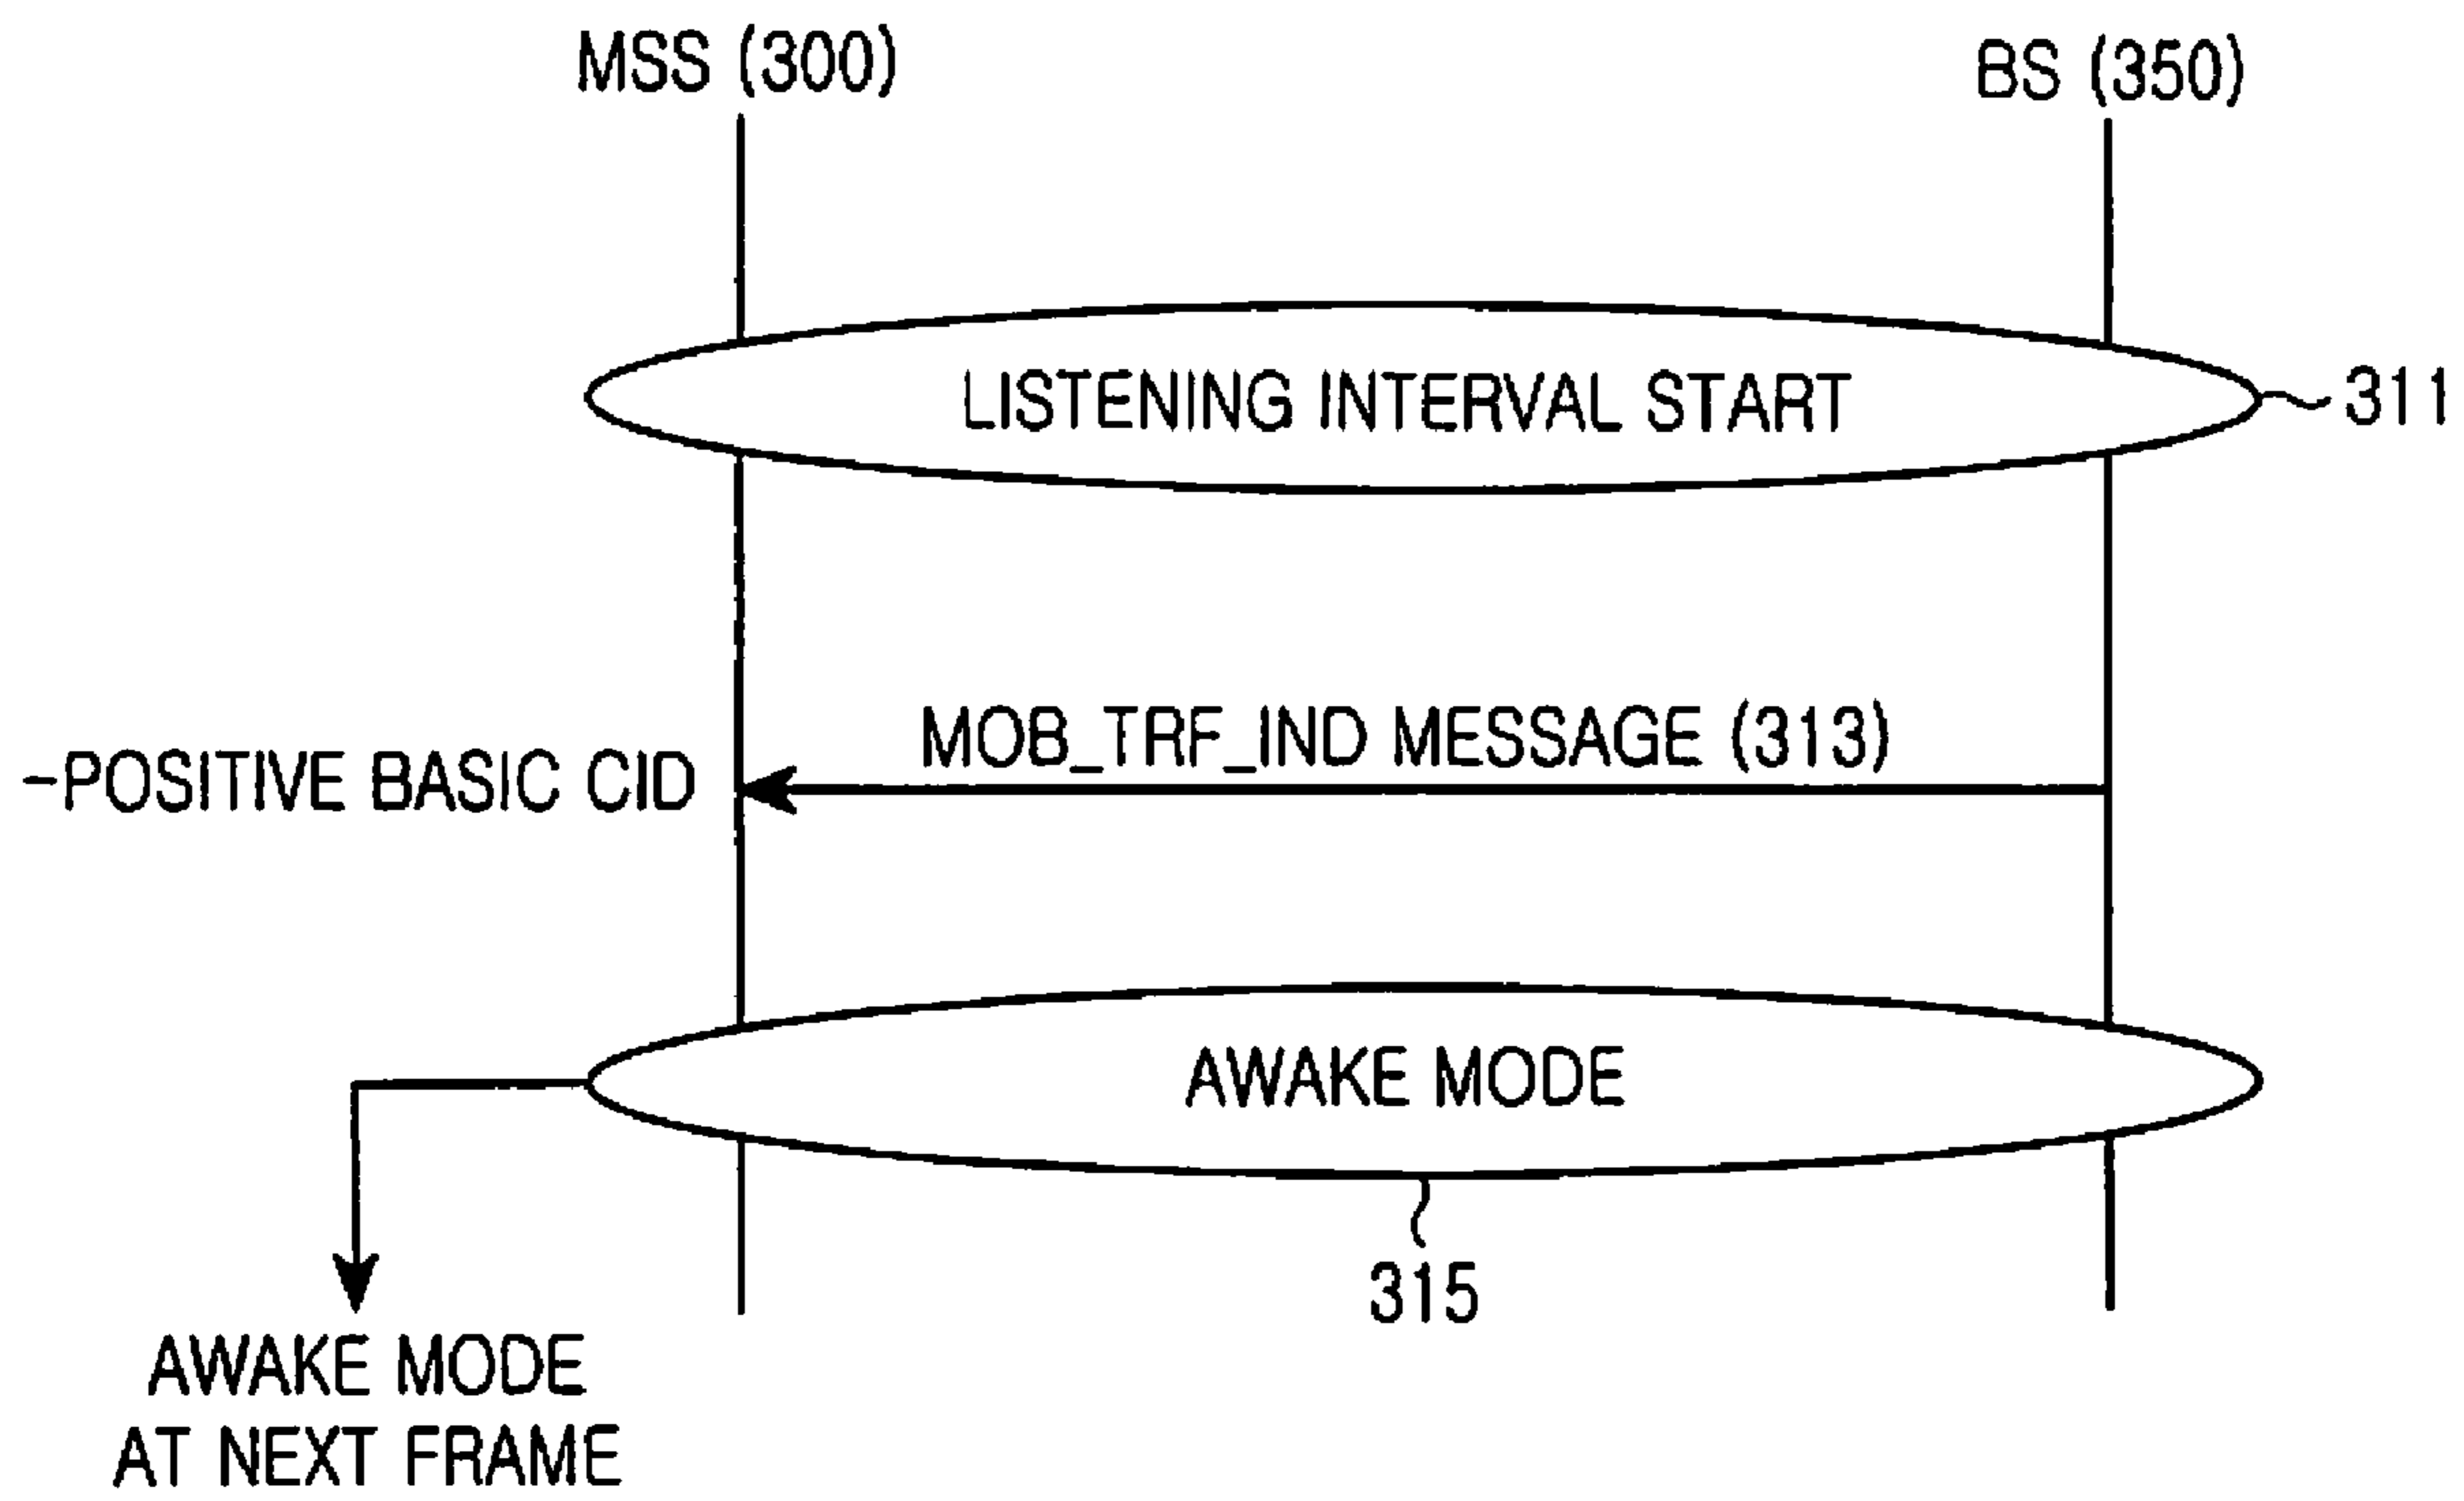 MSS (300)
BS (350)
LISTENING INTERVAL START
311
MOB_TRF_IND MESSAGE (313)
-POSITIVE BASIC CID
AWAKE MODE
315
AWAKE MODE
AT NEXT FRAME